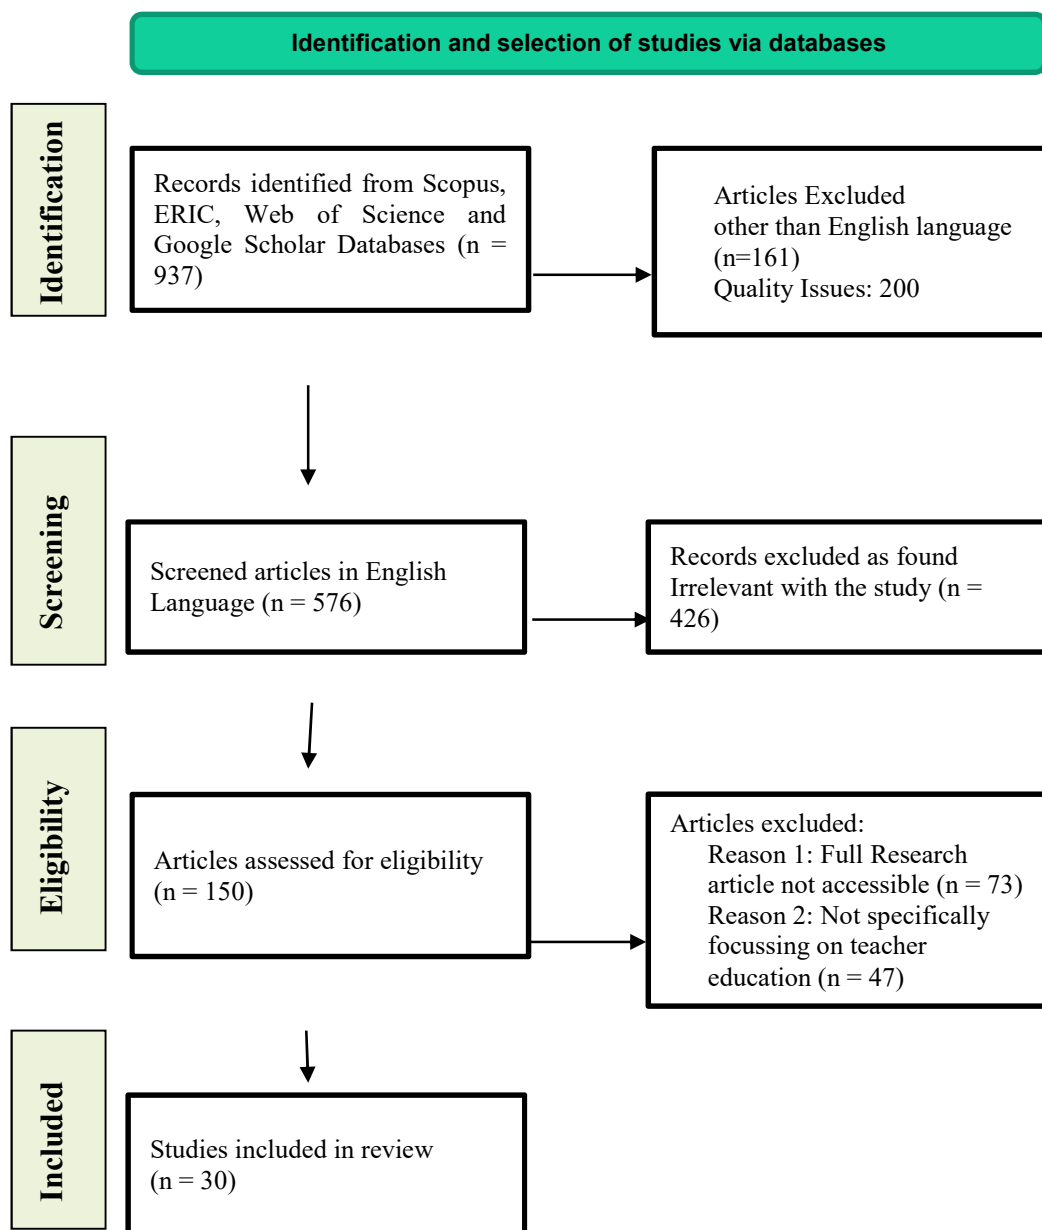 Identification and selection of studies via databases
Identification
Records identified from Scopus,
ERIC, Web of Science and
Google Scholar Databases (n =
937)
Articles Excluded
other than English language
(n=161)
Quality Issues: 200
Screening
Screened articles in English
Language (n = 576)
Records excluded as found
Irrelevant with the study (n =
426)
Eligibility
Articles assessed for eligibility
(n = 150)
Articles excluded:
Reason 1: Full Research
article not accessible (n = 73)
Reason 2: Not specifically
focussing on teacher
education (n = 47)
Included
Studies included in review
(n = 30)